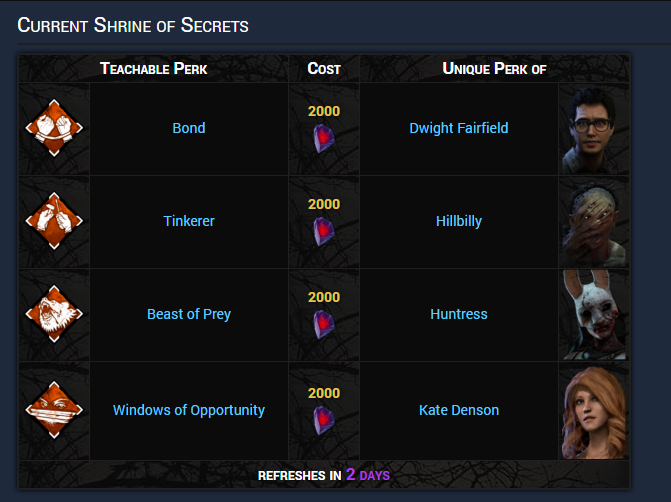 Current Shrine of Secrets
Teachable Perk Cost Unique Perk of
Bond 2000 Dwight Fairfield
Tinkerer 2000 Hillbilly
Beast of Prey 2000 Huntress
Windows of Opportunity 2000 Kate Denson
refreshes in 2 days